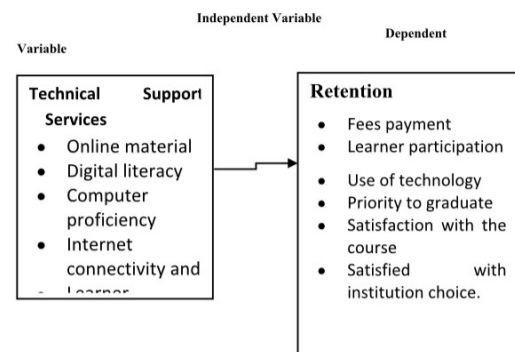 Independent Variable
Dependent
Variable
Technical Support
Services
• Online material
• Digital literacy
• Computer
proficiency
• Internet
connectivity and
Retention
• Fees payment
• Learner participation
• Use of technology
• Priority to graduate
• Satisfaction with the
course
• Satisfied with
institution choice.